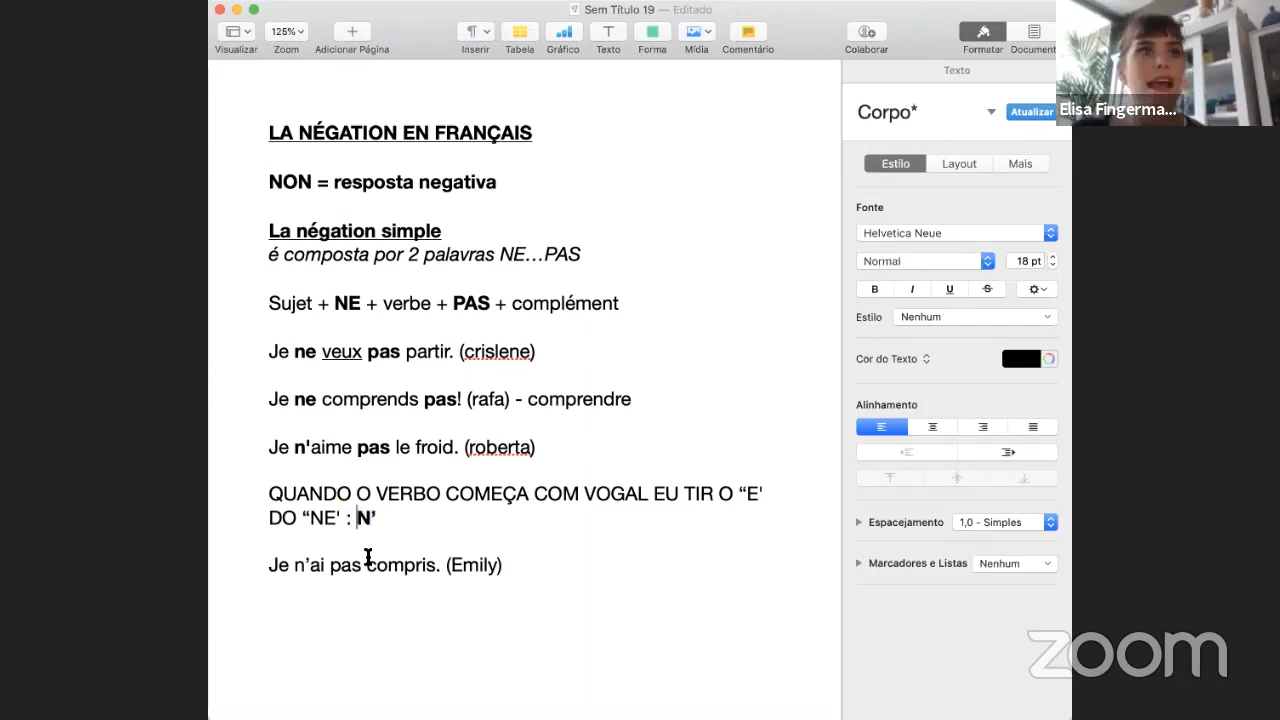 Sem Título 19 — Editado
125%
Visualizar Zoom Adicionar Página Inserir Tabela Gráfico Texto Forma Mídia Comentário Colaborar Formatar Document
Texto
Elisa Fingerma...
Corpo*
Atualizar
Estilo Layout Mais
LA NÉGATION EN FRANÇAIS
NON = resposta negativa
La négation simple
é composta por 2 palavras NE…PAS
Sujet + NE + verbe + PAS + complément
Je ne veux pas partir. (crislene)
Je ne comprends pas! (rafa) - comprendre
Je n'aime pas le froid. (roberta)
QUANDO O VERBO COMEÇA COM VOGAL EU TIR O “E'
DO “NE' : N’
Je n’ai pas compris. (Emily)
Fonte
Helvetica Neue
Normal
18 pt
B I U S
Estilo
Nenhum
Cor do Texto
Alinhamento
Espacejamento
1,0 - Simples
Marcadores e Listas
Nenhum
zoom